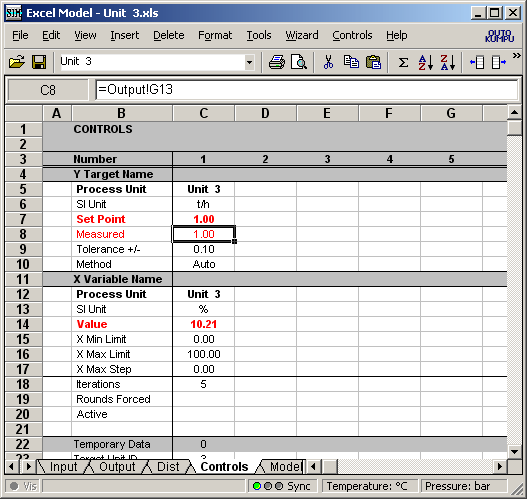 Excel Model - Unit 3.xls
File Edit View Insert Delete Format Tools Window Help
OUTO KUMPU
Unit 3
C8 =Output!G13
A B C D E F G
1 CONTROLS
2
3 Number 1 2 3 4 5
4 Y Target Name
5 Process Unit Unit 3
6 SI Unit t/h
7 Set Point 1.00
8 Measured 1.00
9 Tolerance +/- 0.10
10 Method Auto
11 X Variable Name
12 Process Unit Unit 3
13 SI Unit %
14 Value 10.21
15 X Min Limit 0.00
16 X Max Limit 100.00
17 X Max Step 0.00
18 Iterations 5
19 Rounds Forced
20 Active
21
22 Temporary Data 0
23 Target Unit ID 3
Input Output Dist Controls Model
Vis Sync Temperature: °C Pressure: bar